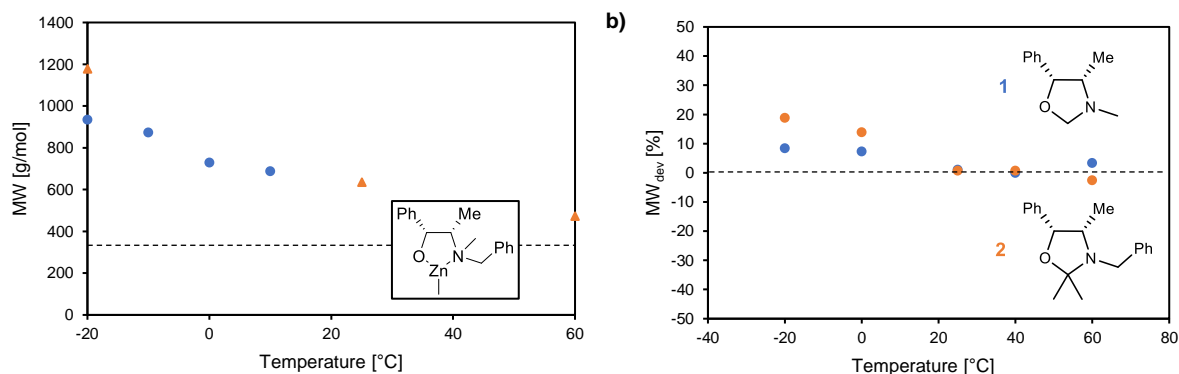 1400
1200
1000
800
600
400
200
0
MW [g/mol]
-20
0
20
40
60
Temperature [°C]
Ph
Me
O
N
Zn
Ph
b)
50
40
30
20
10
0
-10
-20
-30
-40
-50
MWdev [%]
-40
-20
0
20
40
60
80
Temperature [°C]
1
Ph
Me
O
N
2
Ph
Me
O
N
Ph